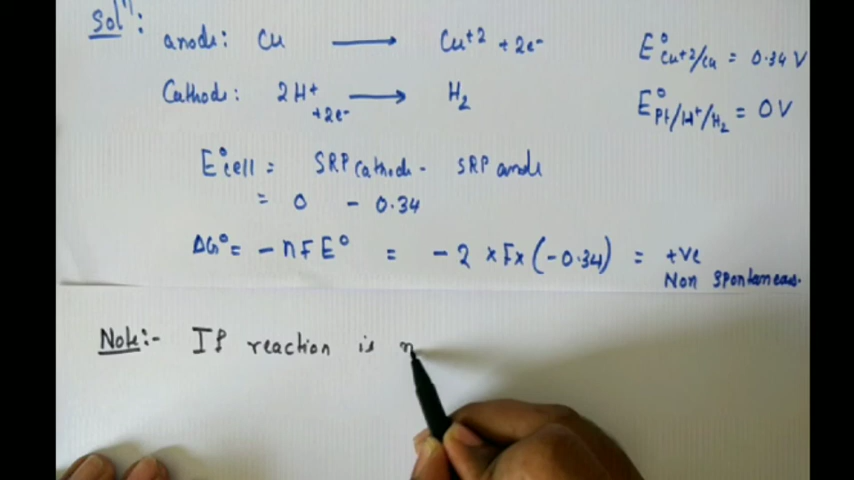 Solⁿ:
anode: Cu ⟶ Cu+2 + 2e- E°Cu+2/Cu = 0.34 V
Cathode: 2H+ +2e- ⟶ H2 E°Pt/H+/H2 = 0V
E°cell = SRP Cathode - SRP anode
= 0 - 0.34
ΔG° = -nFE° = -2 x F x (-0.34) = +ve
Non spontaneous.
Note:- If reaction is n